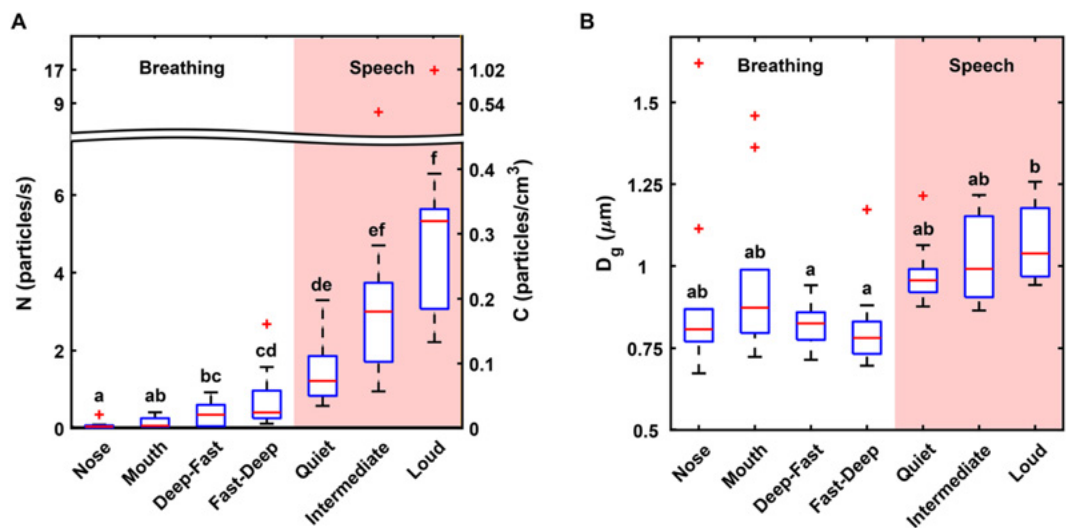 A
B
Breathing
Speech
17
9
6
4
2
0
N (particles/s)
1.02
0.54
0.4
0.3
0.2
0.1
0
C (particles/cm³)
a
ab
bc
cd
de
ef
f
Nose
Mouth
Deep-Fast
Fast-Deep
Quiet
Intermediate
Loud
Breathing
Speech
1.5
1.25
1
0.75
0.5
D_g (μm)
ab
ab
a
a
ab
ab
b
Nose
Mouth
Deep-Fast
Fast-Deep
Quiet
Intermediate
Loud